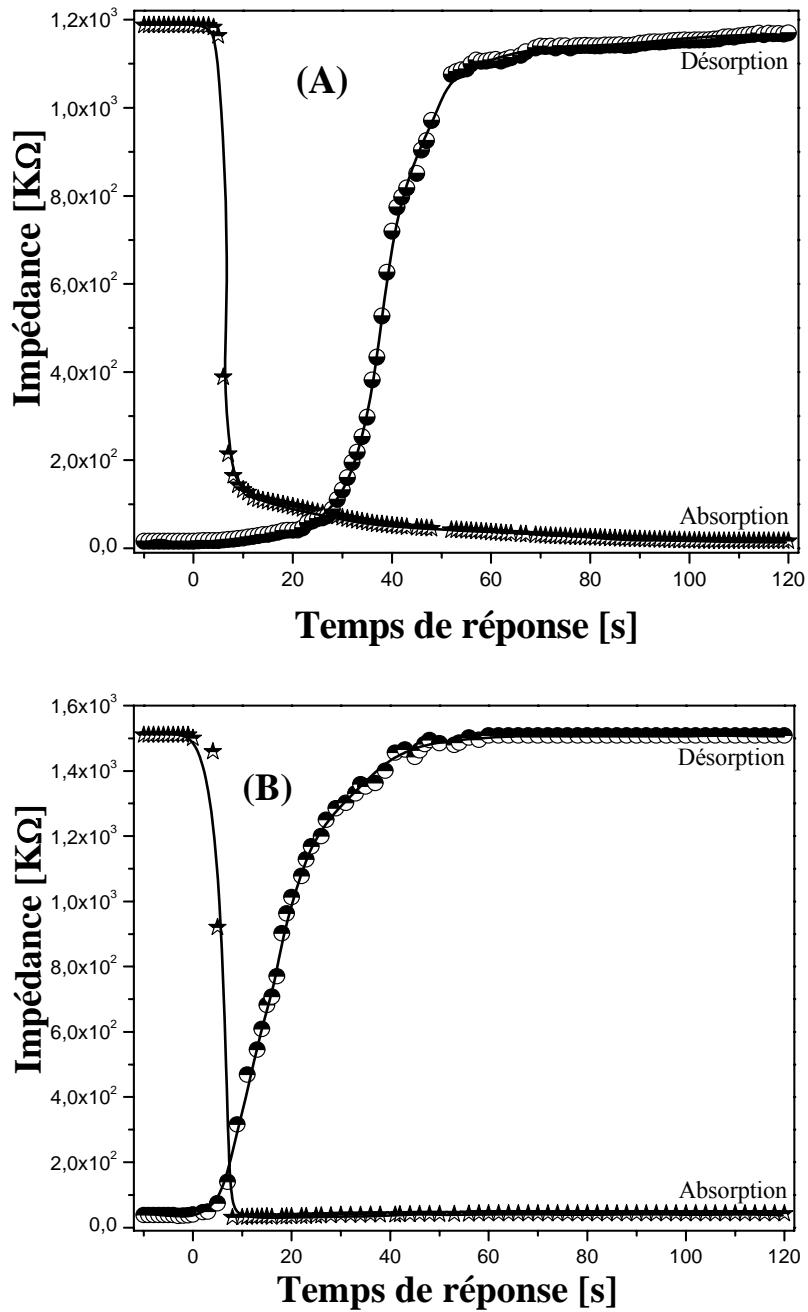 1,2x10³
1,0x10³
8,0x10²
6,0x10²
4,0x10²
2,0x10²
0,0
Impédance [KΩ]
(A)
Désorption
Absorption
0 20 40 60 80 100 120
Temps de réponse [s]
1,6x10³
1,4x10³
1,2x10³
1,0x10³
8,0x10²
6,0x10²
4,0x10²
2,0x10²
0,0
Impédance [KΩ]
(B)
Désorption
Absorption
0 20 40 60 80 100 120
Temps de réponse [s]